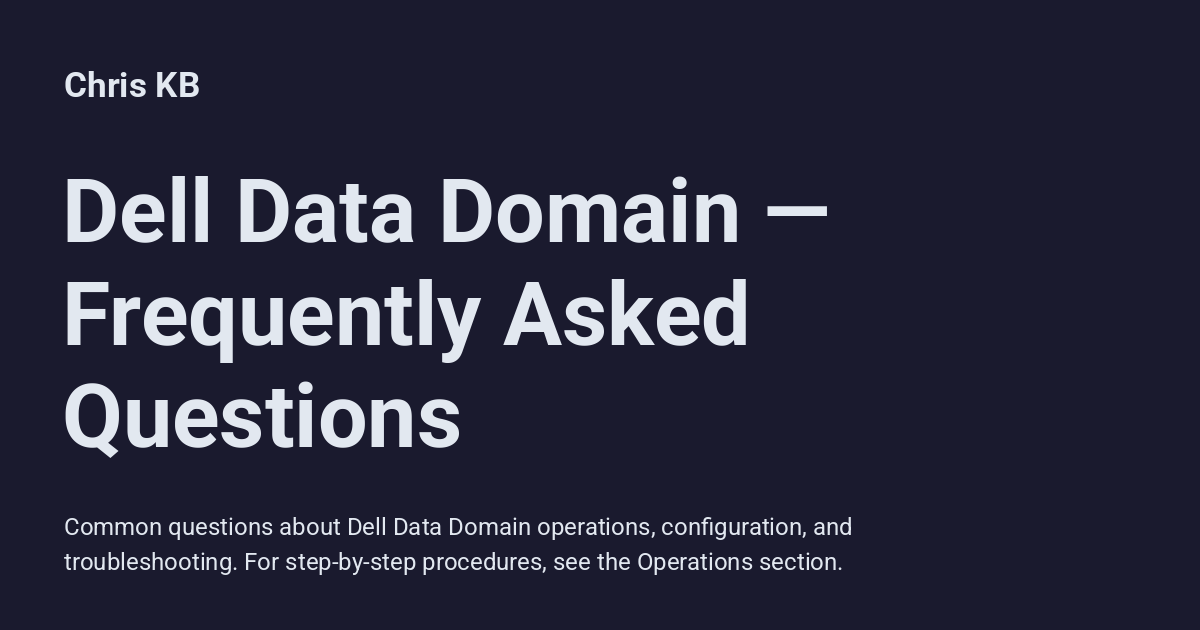 Chris KB
Dell Data Domain —
Frequently Asked
Questions
Common questions about Dell Data Domain operations, configuration, and
troubleshooting. For step-by-step procedures, see the Operations section.